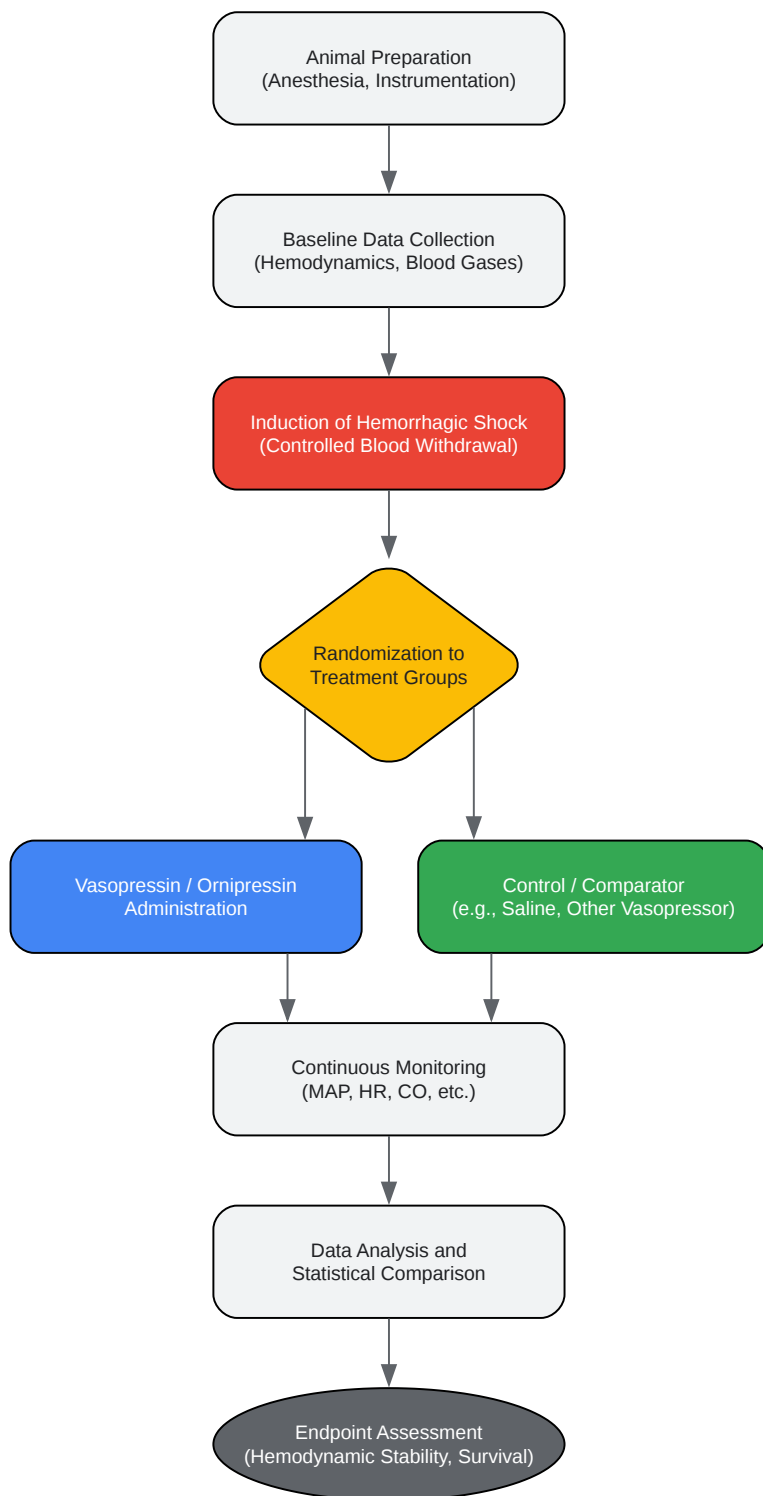 Animal Preparation
(Anesthesia, Instrumentation)
Baseline Data Collection
(Hemodynamics, Blood Gases)
Induction of Hemorrhagic Shock
(Controlled Blood Withdrawal)
Randomization to
Treatment Groups
Vasopressin / Ornipressin
Administration
Control / Comparator
(e.g., Saline, Other Vasopressor)
Continuous Monitoring
(MAP, HR, CO, etc.)
Data Analysis and
Statistical Comparison
Endpoint Assessment
(Hemodynamic Stability, Survival)